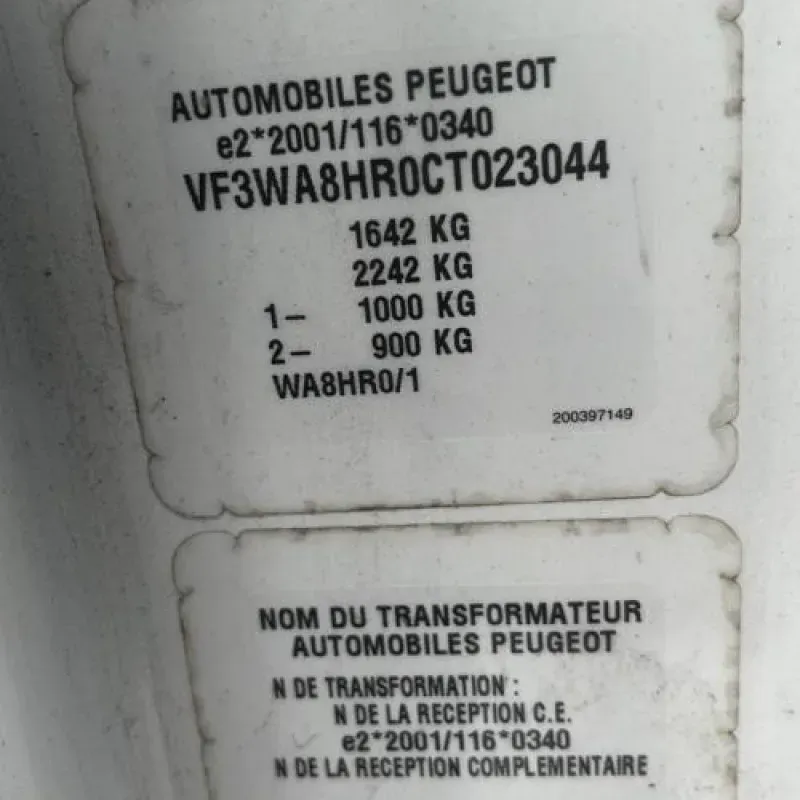 AUTOMOBILES PEUGEOT
e2*2001/116*0340
VF3WA8HR0CT023044
1642 KG
2242 KG
1– 1000 KG
2– 900 KG
WA8HR0/1
200397149
NOM DU TRANSFORMATEUR
AUTOMOBILES PEUGEOT
N DE TRANSFORMATION :
N DE LA RECEPTION C.E.
e2*2001/116*0340
N DE LA RECEPTION COMPLEMENTAIRE